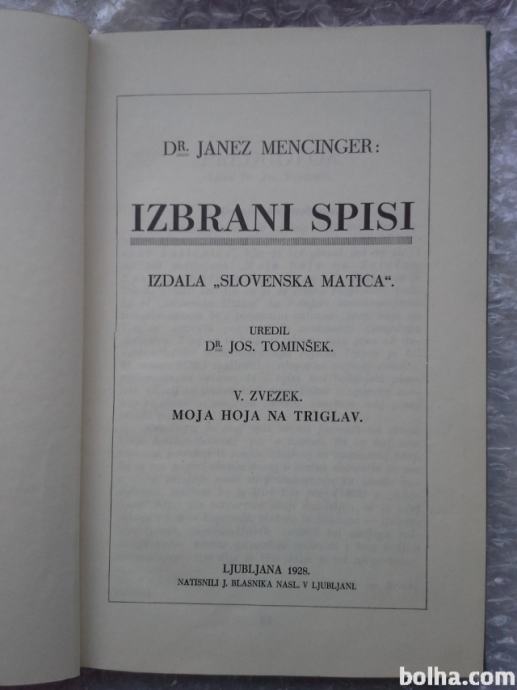 DR. JANEZ MENCINGER:
IZBRANI SPISI
IZDALA „SLOVENSKA MATICA“.
UREDIL
DR. JOS. TOMINŠEK.
V. ZVEZEK.
MOJA HOJA NA TRIGLAV.
LJUBLJANA 1928.
NATISNILI J. BLASNIKA NASL. V LJUBLJANI.
bolha.com